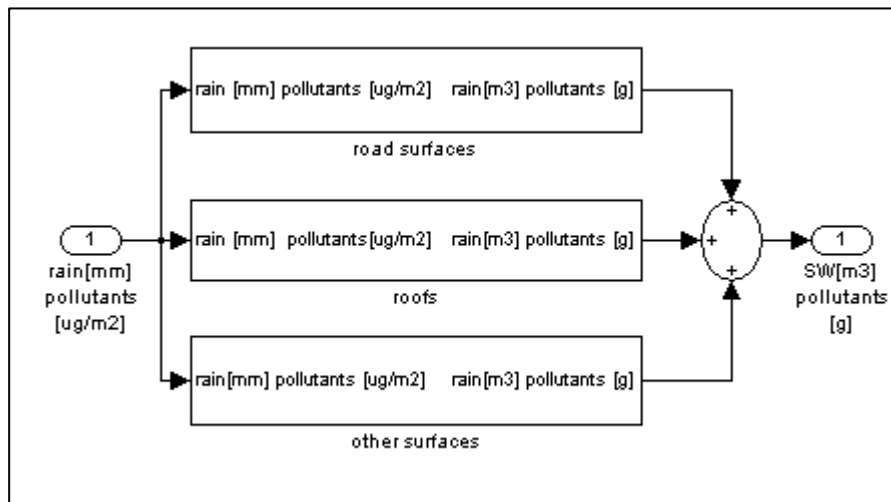 rain [mm] pollutants [ug/m2] rain[m3] pollutants [g]
road surfaces
+
1
rain[mm]
pollutants
[ug/m2]
rain [mm] pollutants[ug/m2] rain[m3] pollutants [g]
roofs
+
+
1
SW[m3]
pollutants
[g]
rain[mm] pollutants [ug/m2] rain[m3] pollutants [g]
other surfaces